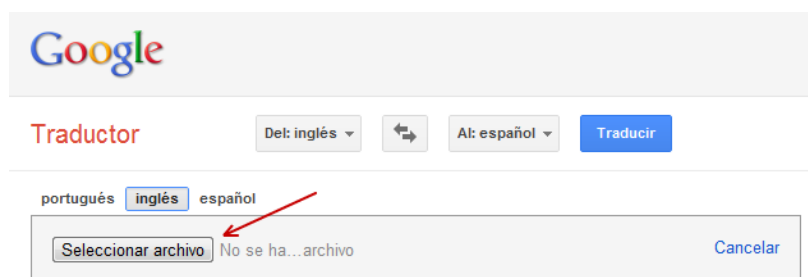 Google
Traductor Del: inglés Al: español Traducir
portugués inglés español
Seleccionar archivo No se ha...archivo Cancelar